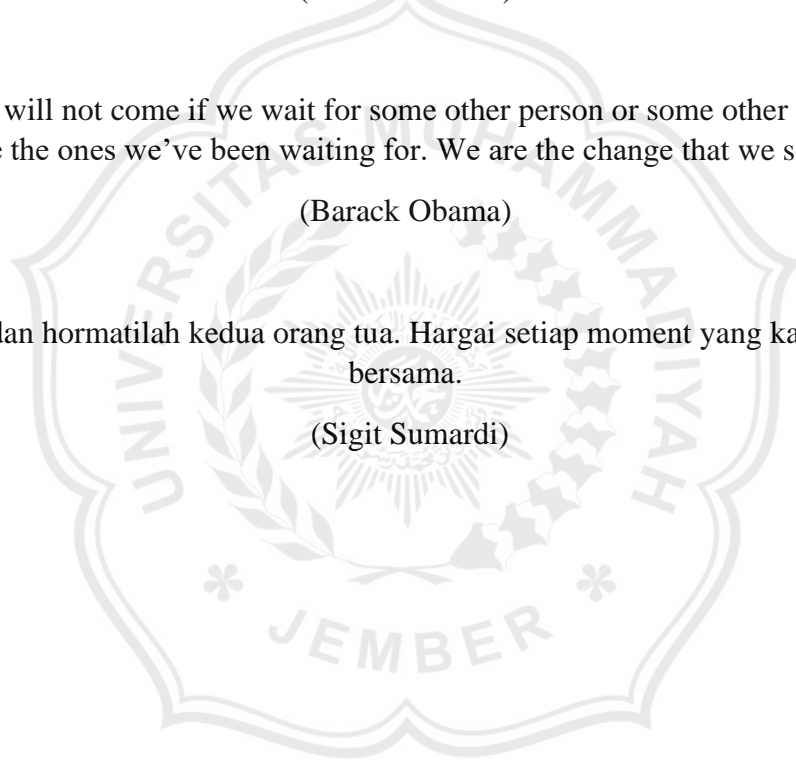 will not come if we wait for some other person or some other
the ones we’ve been waiting for. We are the change that we s
(Barack Obama)
dan hormatilah kedua orang tua. Hargai setiap moment yang ka
bersama.
(Sigit Sumardi)
UNIVERSITAS MUHAMMADIYAH
JEMBER